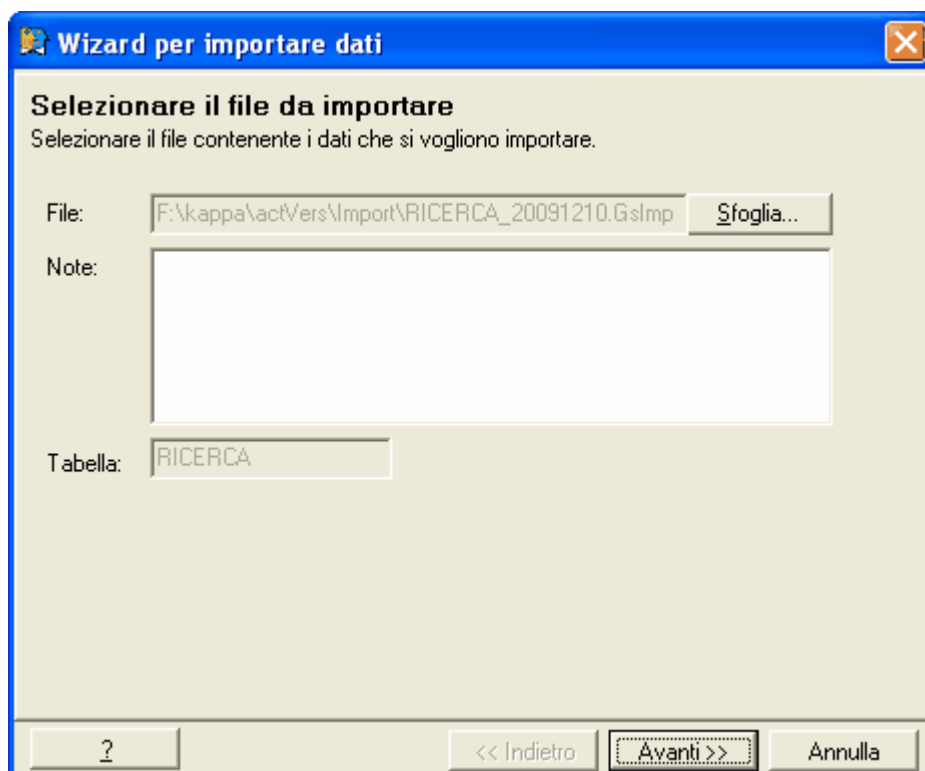 Wizard per importare dati
Selezionare il file da importare
Selezionare il file contenente i dati che si vogliono importare.
File: F:\kappa\actVers\Import\RICERCA_20091210.GsImp Sfoglia...
Note:
Tabella: RICERCA
? << Indietro Avanti >> Annulla